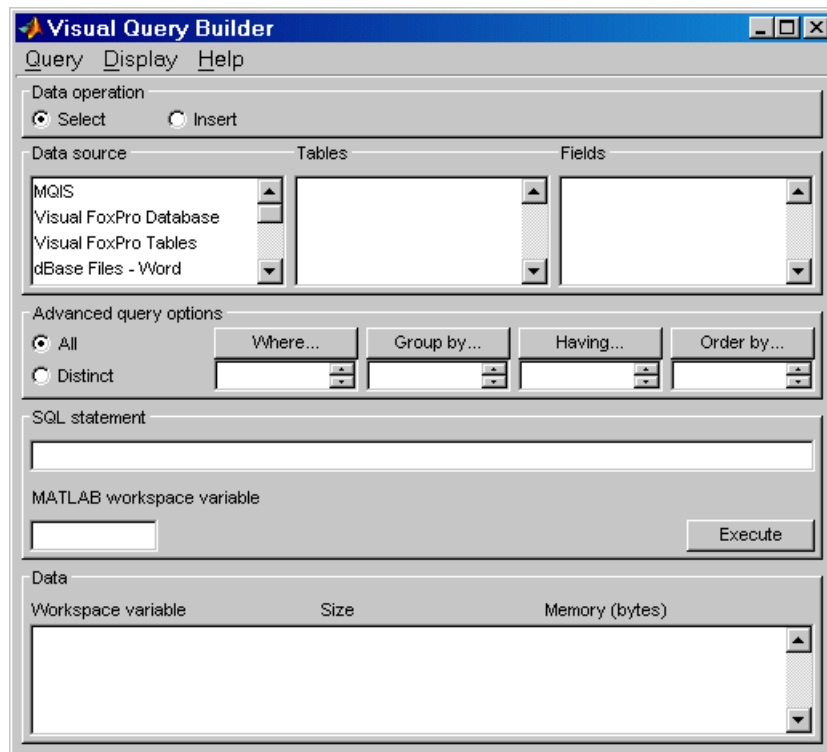 Visual Query Builder
Query Display Help
Data operation
Select Insert
Data source Tables Fields
MQIS
Visual FoxPro Database
Visual FoxPro Tables
dBase Files - Word
Advanced query options
All Where... Group by... Having... Order by...
Distinct
SQL statement
MATLAB workspace variable
Execute
Data
Workspace variable Size Memory (bytes)